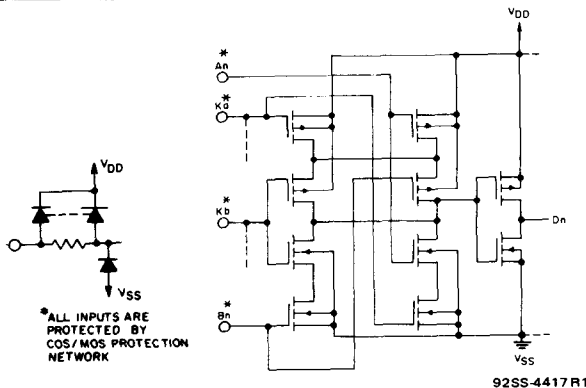 VDD
*
An
*
Ka
VDD
*
Kb
Dn
VSS
*ALL INPUTS ARE
PROTECTED BY
COS/MOS PROTECTION
NETWORK
*
Bn
VSS
92SS-4417R1